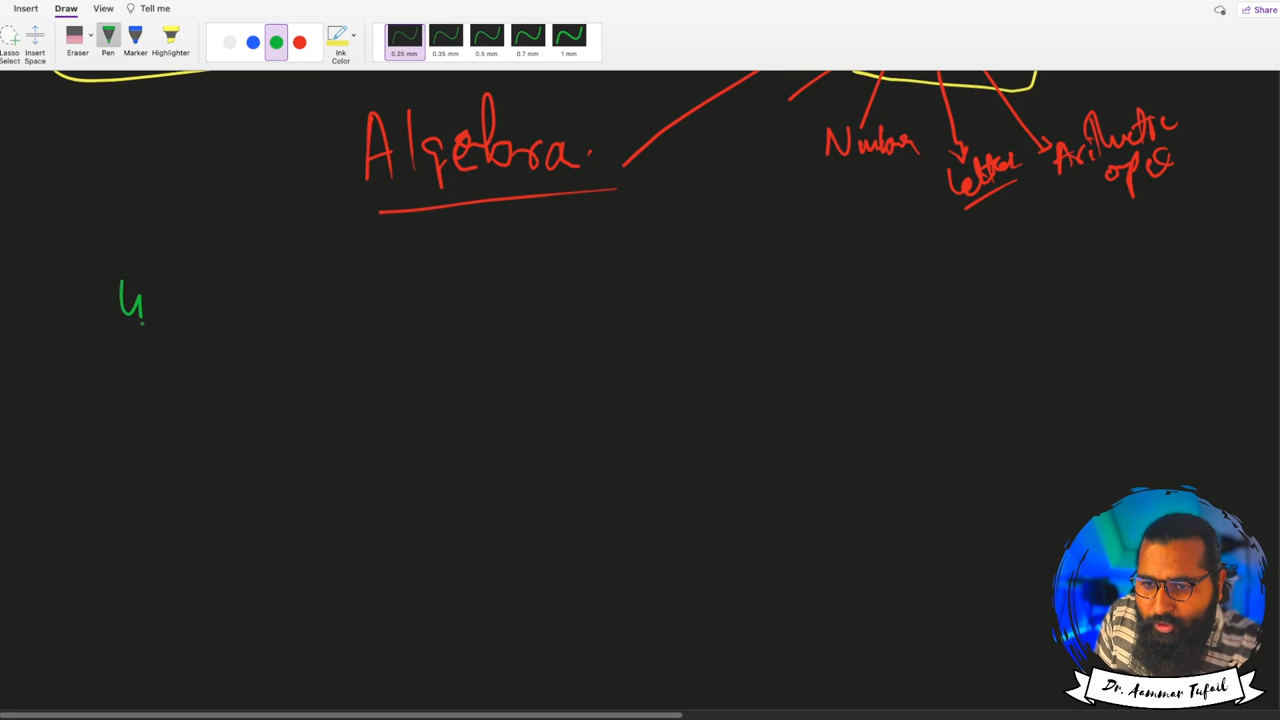 Insert Draw View Tell me
Share
Lasso Select
Insert Space
Eraser
Pen
Marker
Highlighter
Ink Color
0.25 mm
0.35 mm
0.5 mm
0.7 mm
1 mm
Algebra.
Number
Letter
Arithmetic
op
4
Dr. Aammar Tufail